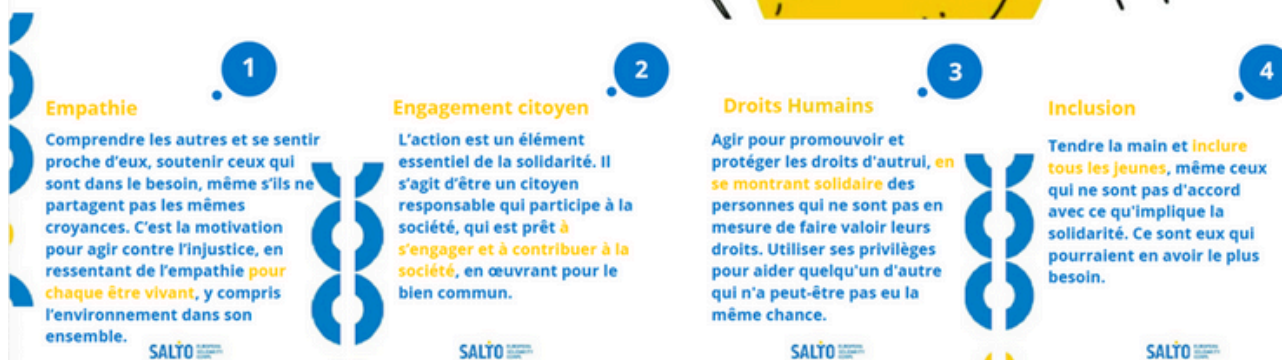 1
Empathie
Comprendre les autres et se sentir
proche d'eux, soutenir ceux qui
sont dans le besoin, même s'ils ne
partagent pas les mêmes
croyances. C'est la motivation
pour agir contre l'injustice, en
ressentant de l'empathie pour
chaque être vivant, y compris
l'environnement dans son
ensemble.
SALTO
2
Engagement citoyen
L'action est un élément
essentiel de la solidarité. Il
s'agit d'être un citoyen
responsable qui participe à la
société, qui est prêt à
s'engager et à contribuer à la
société, en œuvrant pour le
bien commun.
SALTO
3
Droits Humains
Agir pour promouvoir et
protéger les droits d'autrui, en
se montrant solidaire des
personnes qui ne sont pas en
mesure de faire valoir leurs
droits. Utiliser ses privilèges
pour aider quelqu'un d'autre
qui n'a peut-être pas eu la
même chance.
SALTO
4
Inclusion
Tendre la main et inclure
tous les jeunes, même ceux
qui ne sont pas d'accord
avec ce qu'implique la
solidarité. Ce sont eux qui
pourraient en avoir le plus
besoin.
SALTO